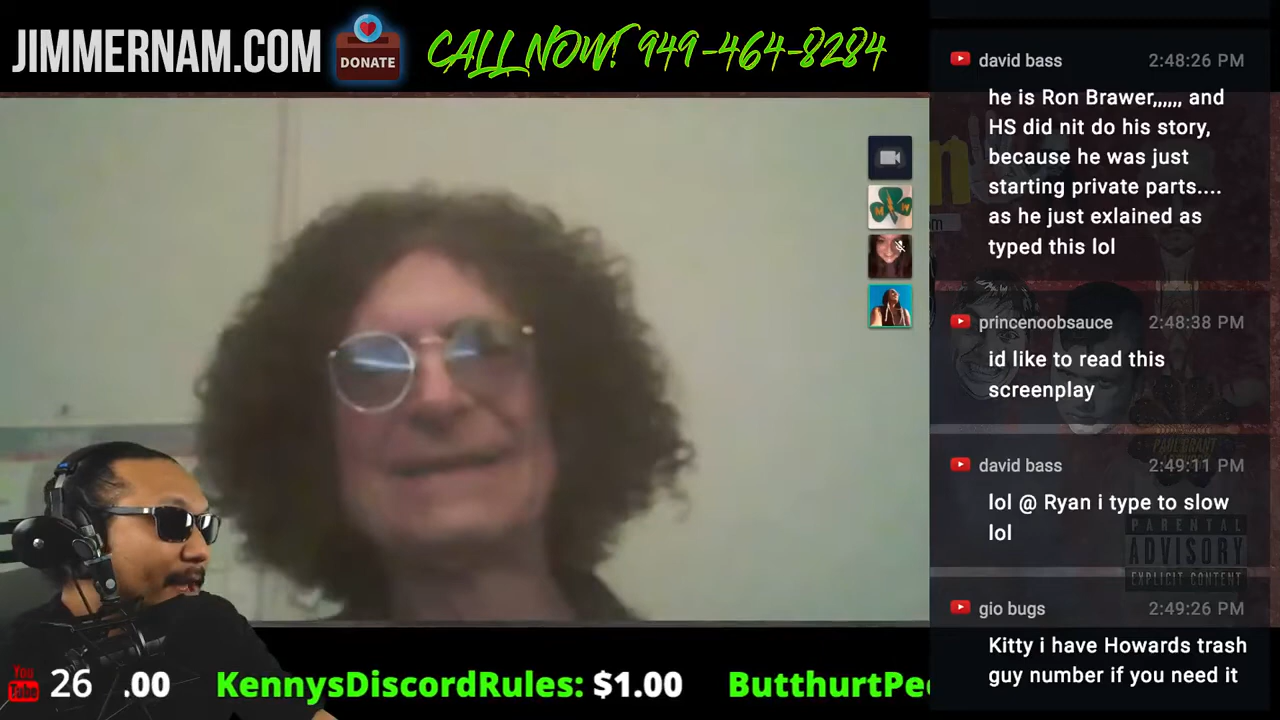 JIMMERNAM.COM
DONATE
CALL NOW! 949-464-8284
david bass 2:48:26 PM
he is Ron Brawer,,,,,, and
HS did nit do his story,
because he was just
starting private parts....
as he just exlained as
typed this lol
princenoobsauce 2:48:38 PM
id like to read this
screenplay
david bass 2:49:11 PM
lol @ Ryan i type to slow
lol
PARENTAL
ADVISORY
EXPLICIT CONTENT
gio bugs 2:49:26 PM
Kitty i have Howards trash
guy number if you need it
You
Tube
26 .00 KennysDiscordRules: $1.00